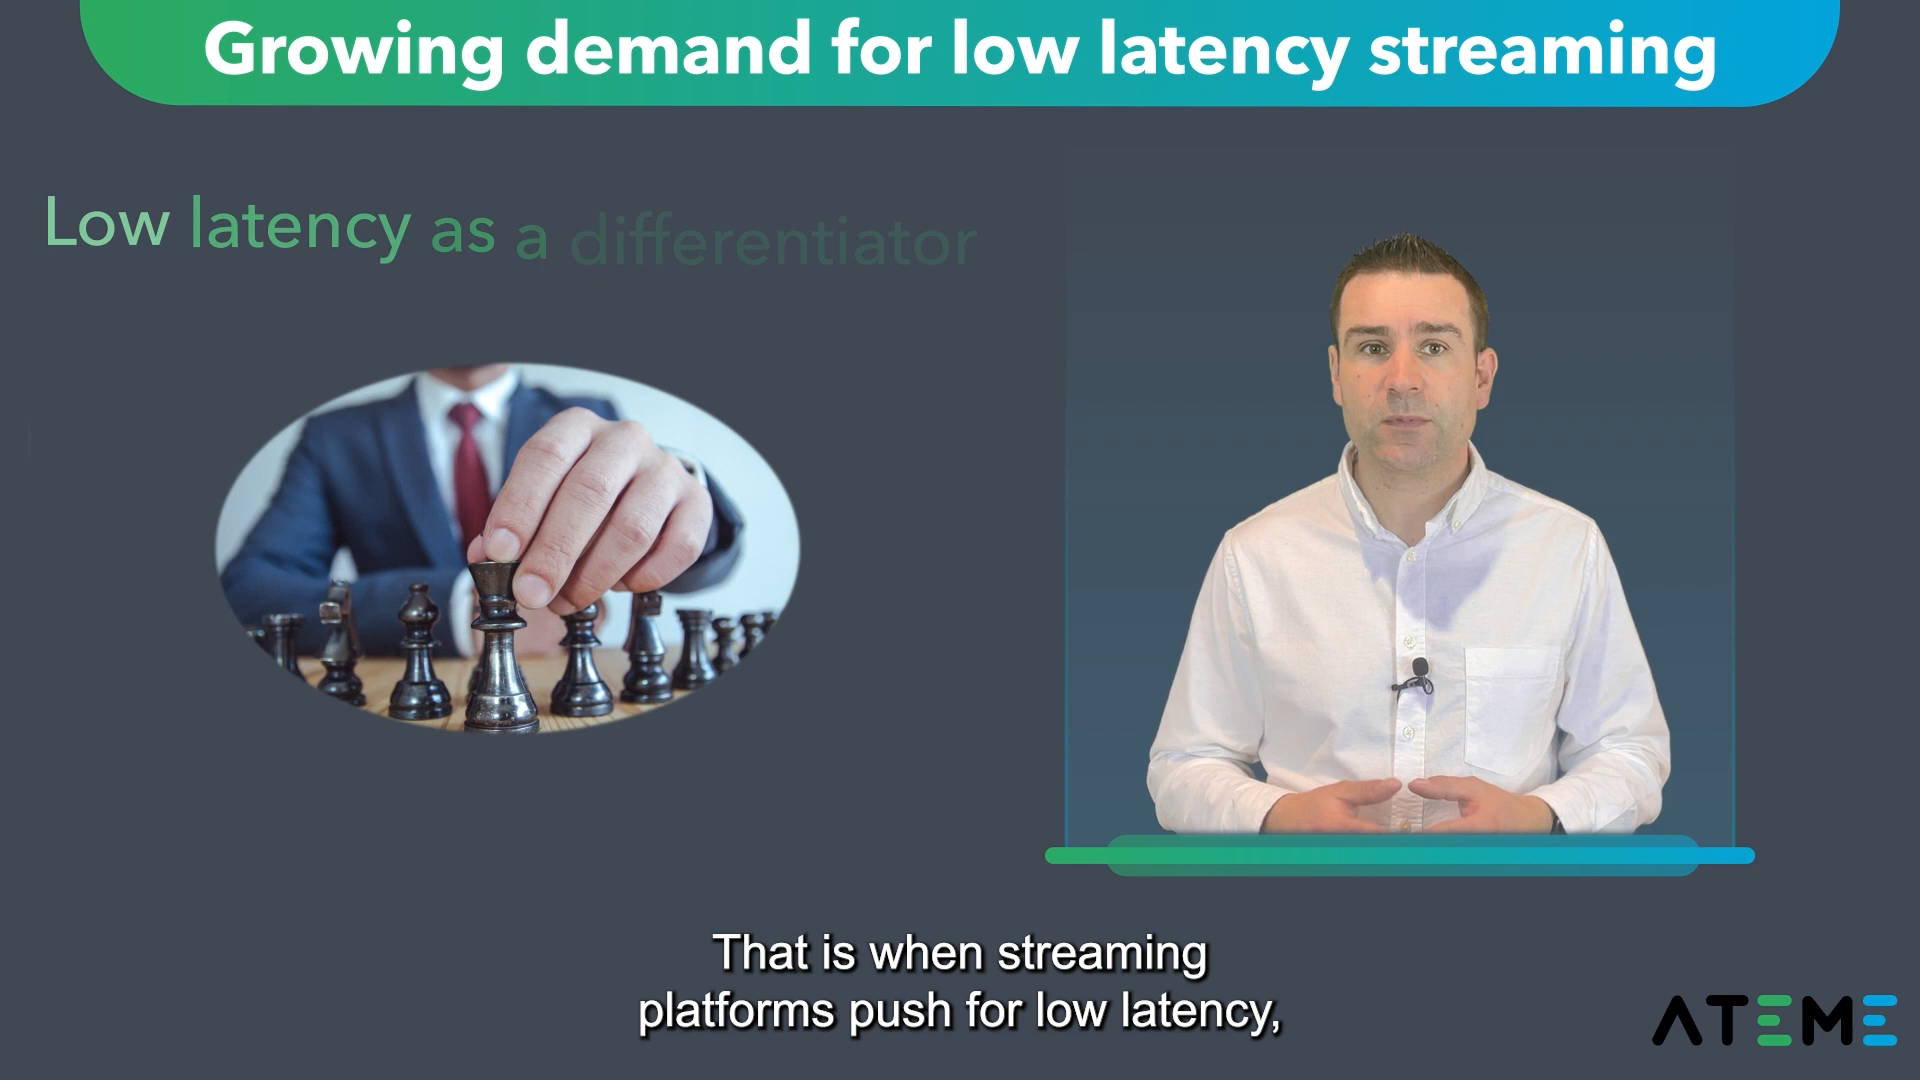 Growing demand for low latency streaming
Low latency as a differentiator
That is when streaming
platforms push for low latency,
ATEME